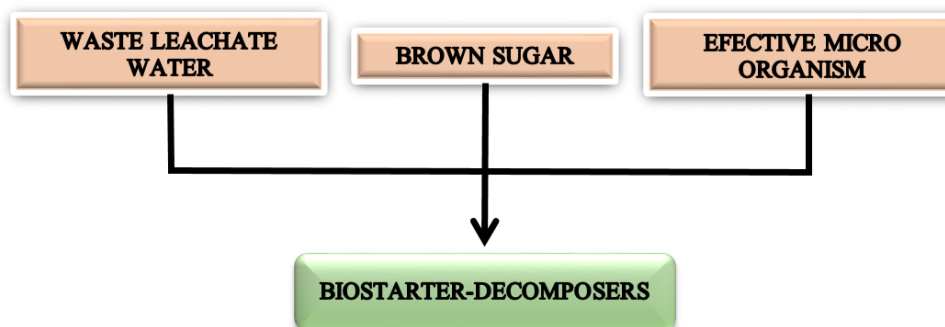 WASTE LEACHATE
WATER
BROWN SUGAR
EFECTIVE MICRO
ORGANISM
BIOSTARTER-DECOMPOSERS